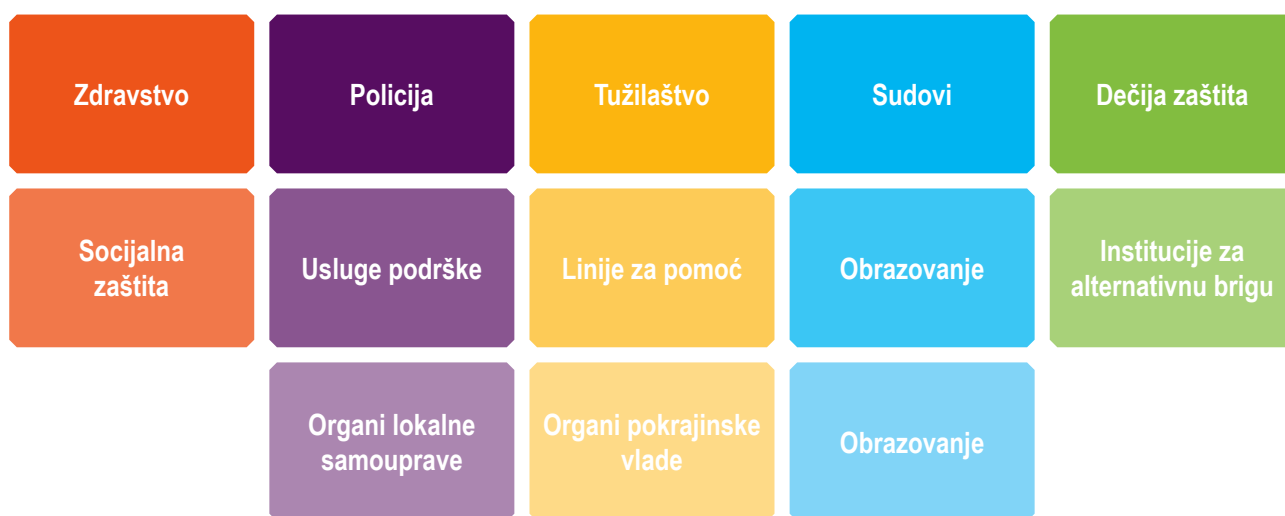 Zdravstvo
Policija
Tužilaštvo
Sudovi
Dečija zaštita
Socijalna
zaštita
Usluge podrške
Linije za pomoć
Obrazovanje
Institucije za
alternativnu brigu
Organi lokalne
samouprave
Organi pokrajinske
vlade
Obrazovanje